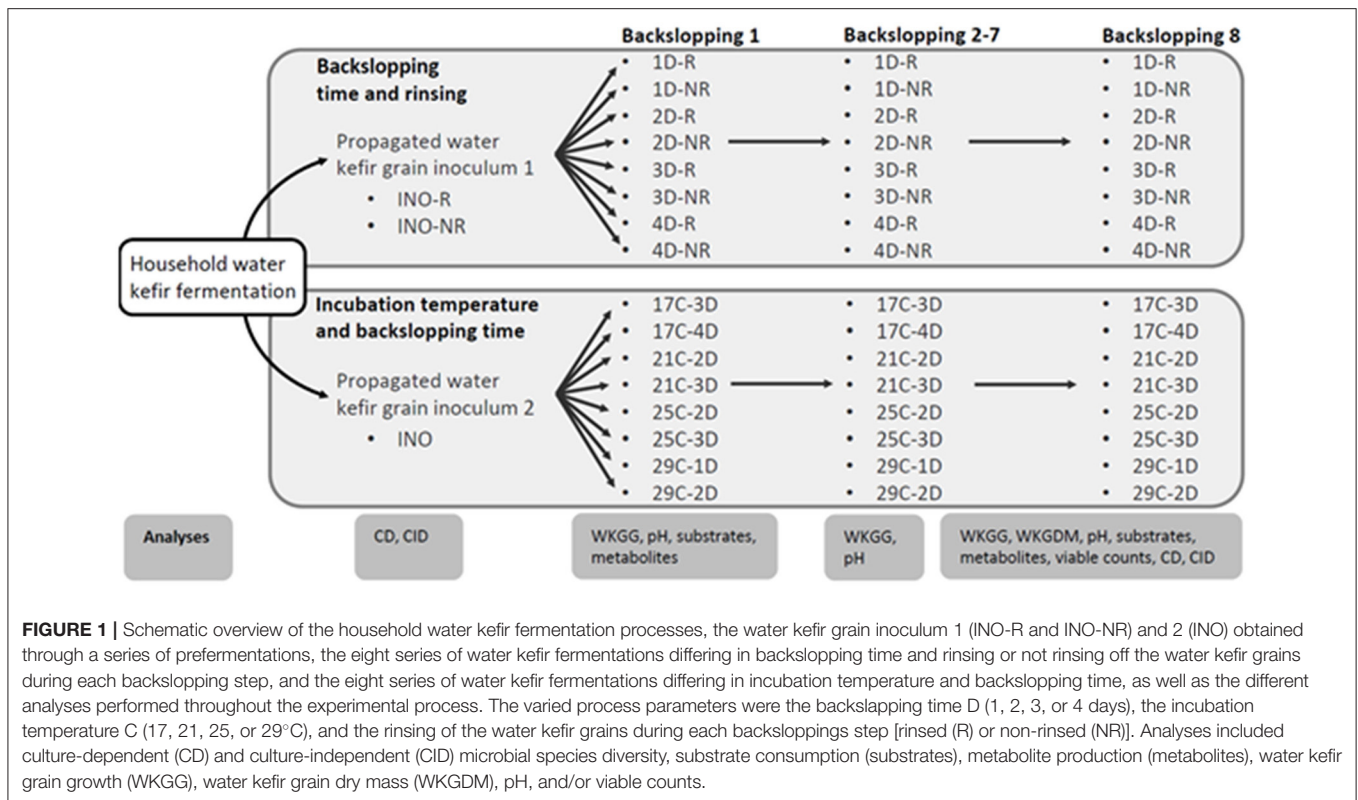 Backslopping 1
Backslopping 2-7
Backslopping 8
Backslopping
time and rinsing
Propagated water
kefir grain inoculum 1
• INO-R
• INO-NR
• 1D-R
• 1D-NR
• 2D-R
• 2D-NR
• 3D-R
• 3D-NR
• 4D-R
• 4D-NR
• 1D-R
• 1D-NR
• 2D-R
• 2D-NR
• 3D-R
• 3D-NR
• 4D-R
• 4D-NR
• 1D-R
• 1D-NR
• 2D-R
• 2D-NR
• 3D-R
• 3D-NR
• 4D-R
• 4D-NR
Household water
kefir fermentation
Incubation temperature
and backslopping time
Propagated water
kefir grain inoculum 2
• INO
• 17C-3D
• 17C-4D
• 21C-2D
• 21C-3D
• 25C-2D
• 25C-3D
• 29C-1D
• 29C-2D
• 17C-3D
• 17C-4D
• 21C-2D
• 21C-3D
• 25C-2D
• 25C-3D
• 29C-1D
• 29C-2D
• 17C-3D
• 17C-4D
• 21C-2D
• 21C-3D
• 25C-2D
• 25C-3D
• 29C-1D
• 29C-2D
Analyses
CD, CID
WKGG, pH, substrates,
metabolites
WKGG,
pH
WKGG, WKGDM, pH, substrates,
metabolites, viable counts, CD, CID
FIGURE 1 | Schematic overview of the household water kefir fermentation processes, the water kefir grain inoculum 1 (INO-R and INO-NR) and 2 (INO) obtained
through a series of prefermentations, the eight series of water kefir fermentations differing in backslopping time and rinsing or not rinsing off the water kefir grains
during each backslopping step, and the eight series of water kefir fermentations differing in incubation temperature and backslopping time, as well as the different
analyses performed throughout the experimental process. The varied process parameters were the backslapping time D (1, 2, 3, or 4 days), the incubation
temperature C (17, 21, 25, or 29°C), and the rinsing of the water kefir grains during each backsloppings step [rinsed (R) or non-rinsed (NR)]. Analyses included
culture-dependent (CD) and culture-independent (CID) microbial species diversity, substrate consumption (substrates), metabolite production (metabolites), water kefir
grain growth (WKGG), water kefir grain dry mass (WKGDM), pH, and/or viable counts.